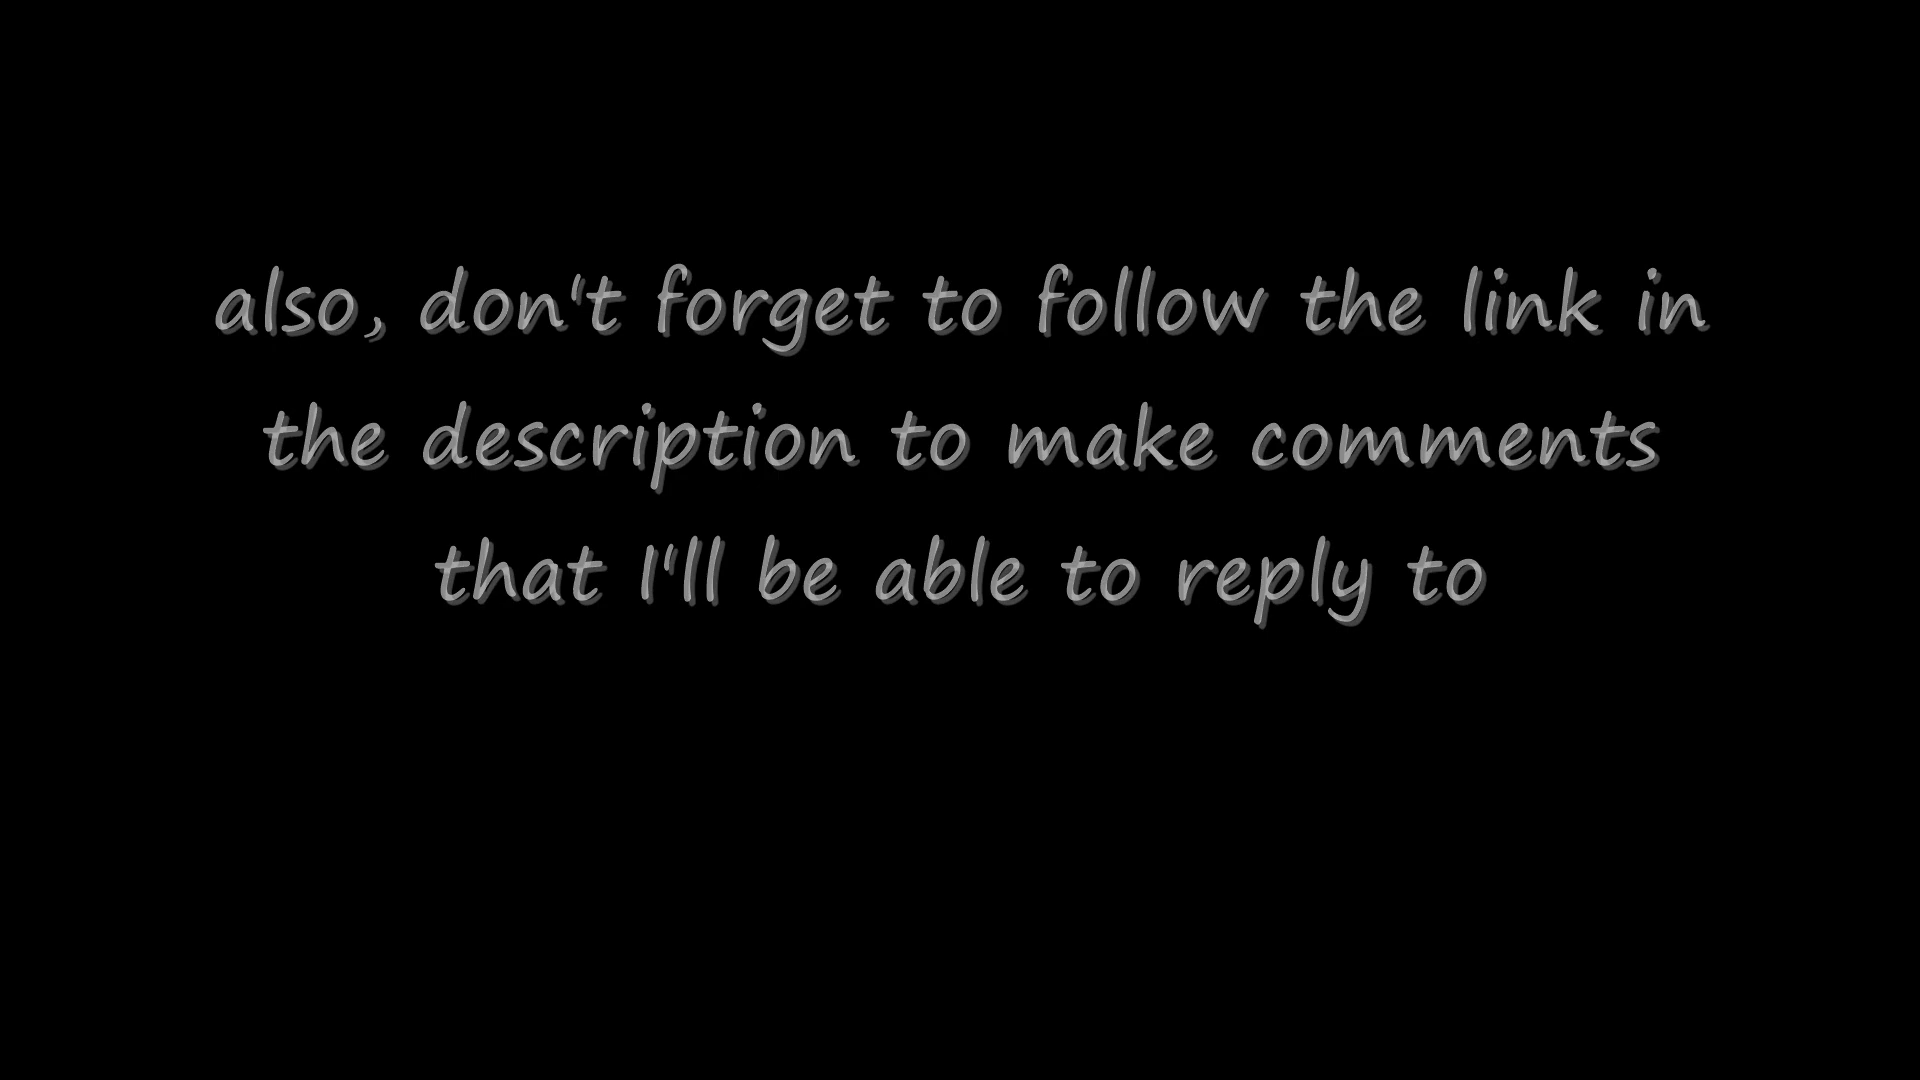 also, don't forget to follow the link in
the description to make comments
that I'll be able to reply to